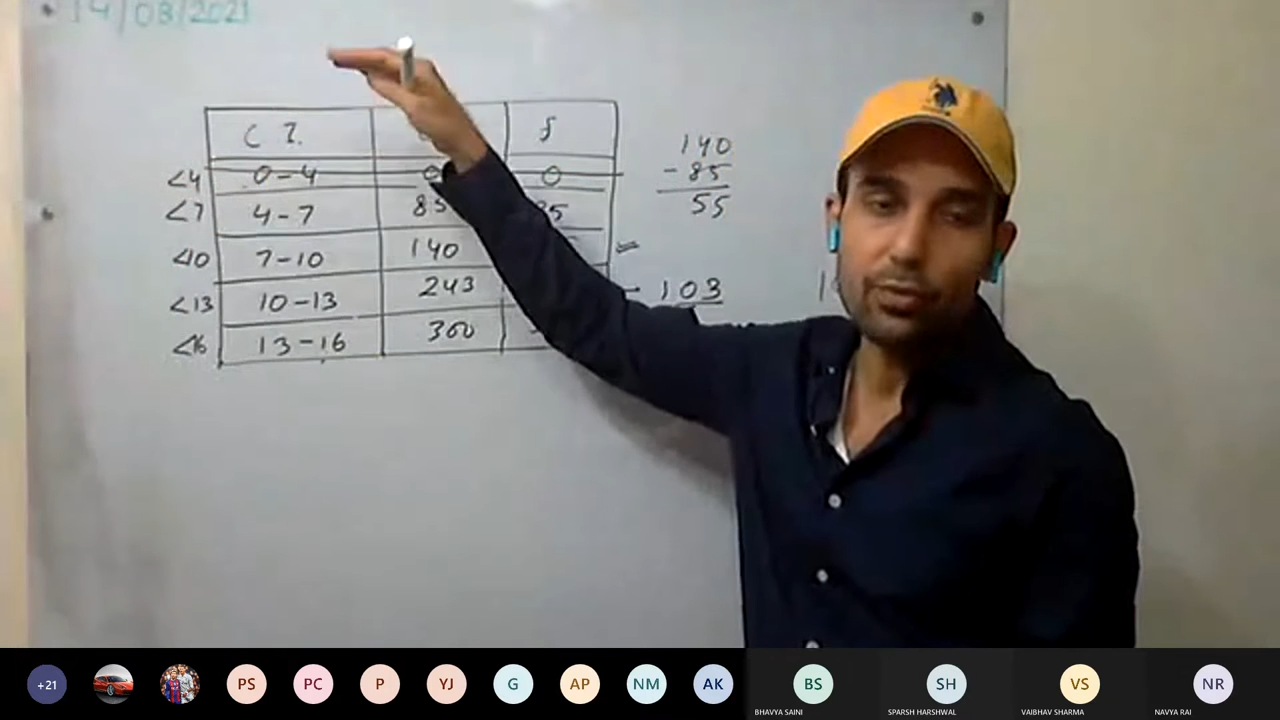 14/08/2021
C I. f
<4 0-4 0 0
<7 4-7 85
<10 7-10 140
<13 10-13 243
<16 13-16 300
140
-85
55
103
+21 PS PC P YJ G AP NM AK BS SH VS NR
BHAVYA SAINI SPARSH HARSHWAL VAIBHAV SHARMA NAVYA RAI